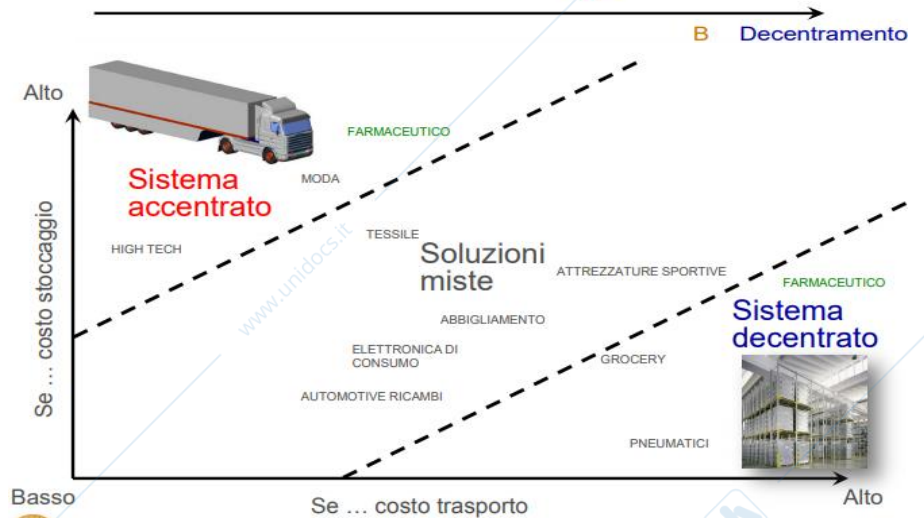 B Decentramento
Alto
FARMACEUTICO
MODA
Sistema
accentrato
HIGH TECH
TESSILE
Soluzioni
miste
ATTREZZATURE SPORTIVE
FARMACEUTICO
Sistema
decentrato
ABBIGLIAMENTO
ELETTRONICA DI
CONSUMO
GROCERY
AUTOMOTIVE RICAMBI
PNEUMATICI
Se … costo stoccaggio
Basso
Se … costo trasporto
Alto
www.unidocs.it